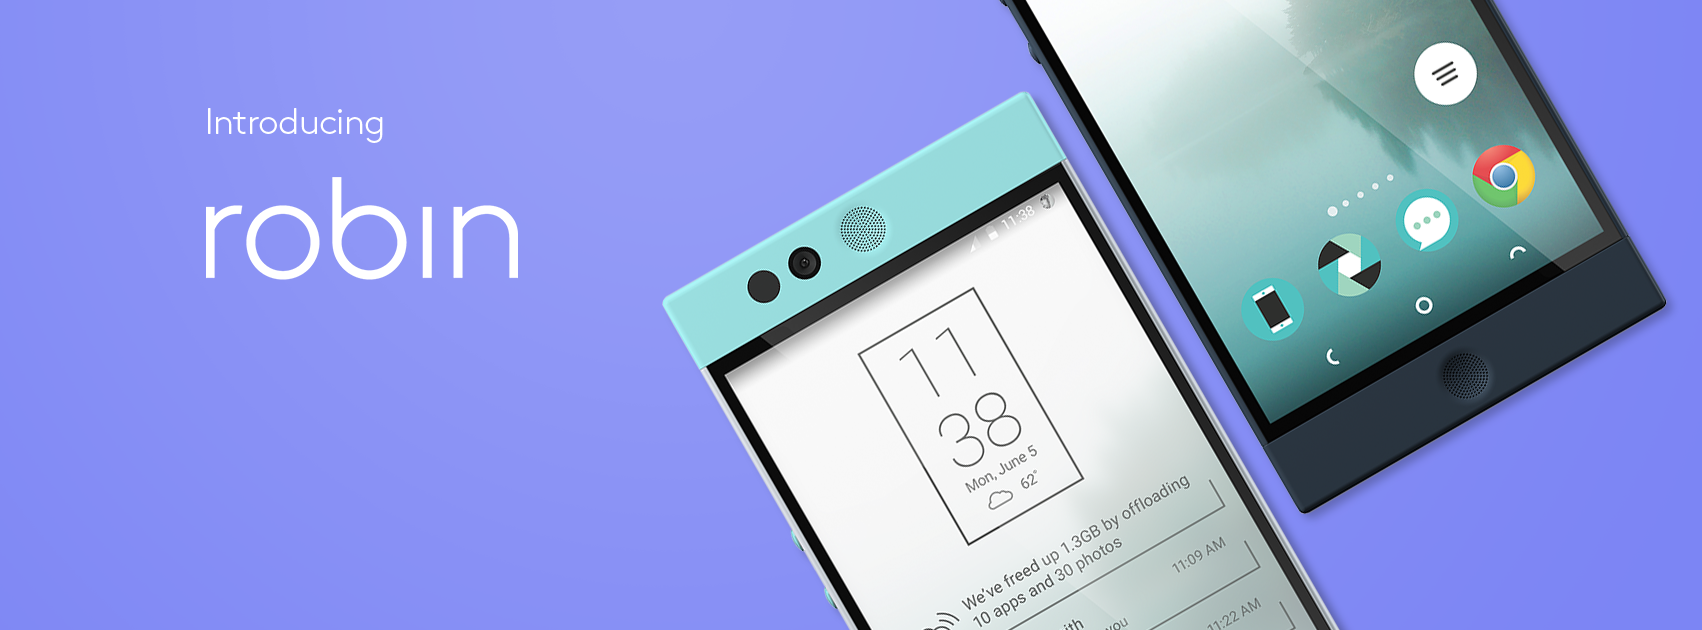 Introducing
robin
11:38
11
38
Mon, June 5
62°
We've freed up 1.3GB by offloading
10 apps and 30 photos
11:09 AM
ith
you
11:22 AM